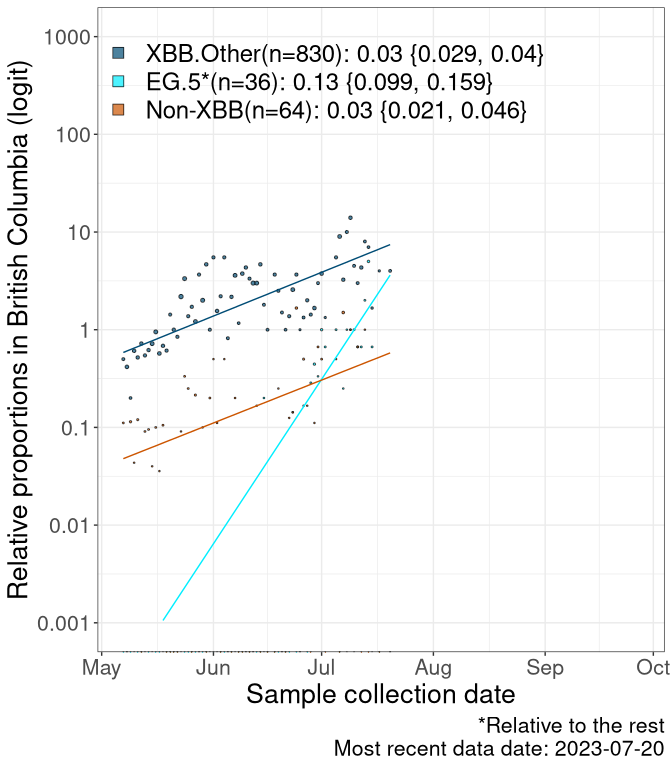 XBB.Other(n=830): 0.03 {0.029, 0.04}
EG.5*(n=36): 0.13 {0.099, 0.159}
Non-XBB(n=64): 0.03 {0.021, 0.046}
Relative proportions in British Columbia (logit)
1000
100
10
1
0.1
0.01
0.001
May Jun Jul Aug Sep Oct
Sample collection date
*Relative to the rest
Most recent data date: 2023-07-20